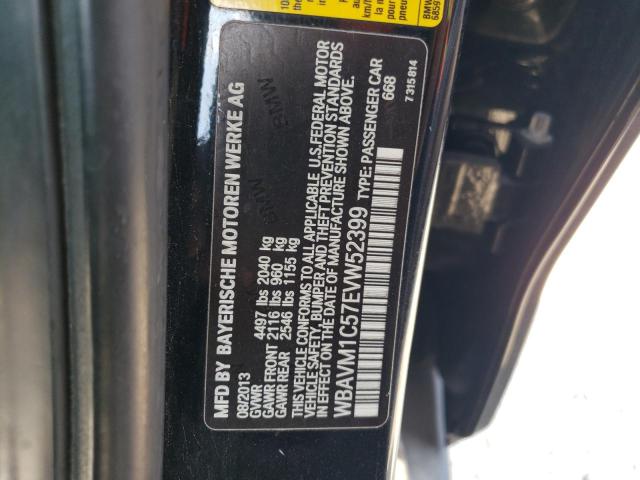 MFD BY BAYERISCHE MOTOREN WERKE AG
08/2013
GVWR 4497 lbs 2040 kg
GAWR FRONT 2116 lbs 960 kg
GAWR REAR 2546 lbs 1155 kg
THIS VEHICLE CONFORMS TO ALL APPLICABLE U.S.FEDERAL MOTOR
VEHICLE SAFETY, BUMPER AND THEFT PREVENTION STANDARDS
IN EFFECT ON THE DATE OF MANUFACTURE SHOWN ABOVE.
WBAVM1C57EVW52399 TYPE: PASSENGER CAR
668
7 315 814
BMW
BMW
BMW